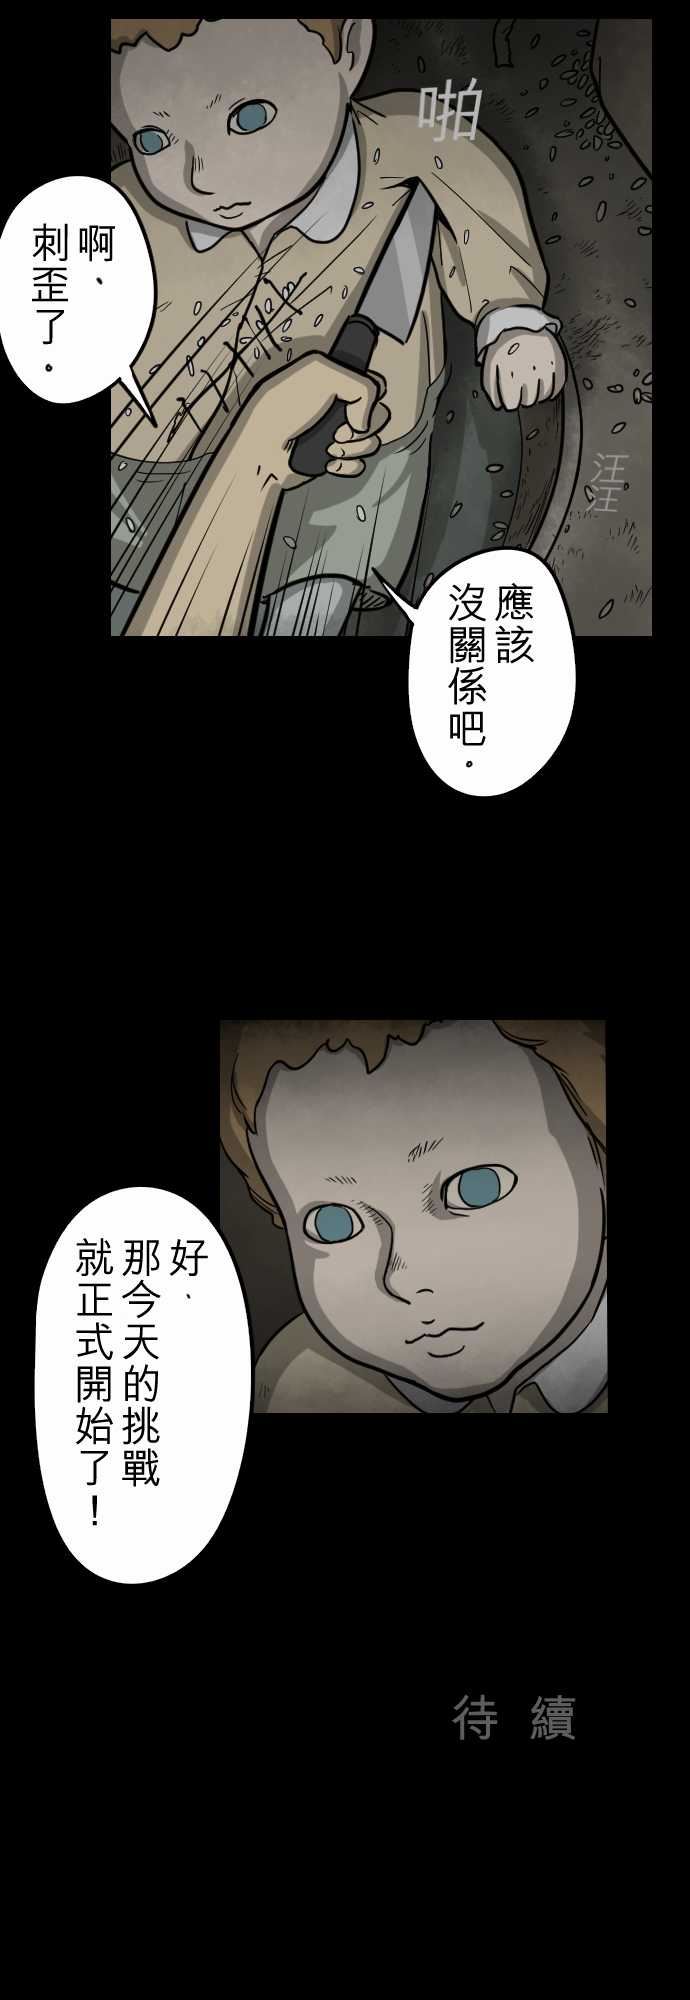 啪
啊、
刺歪了。
汪汪
應該
沒關係吧。
好、
那今天的挑戰
就正式開始了！
待續